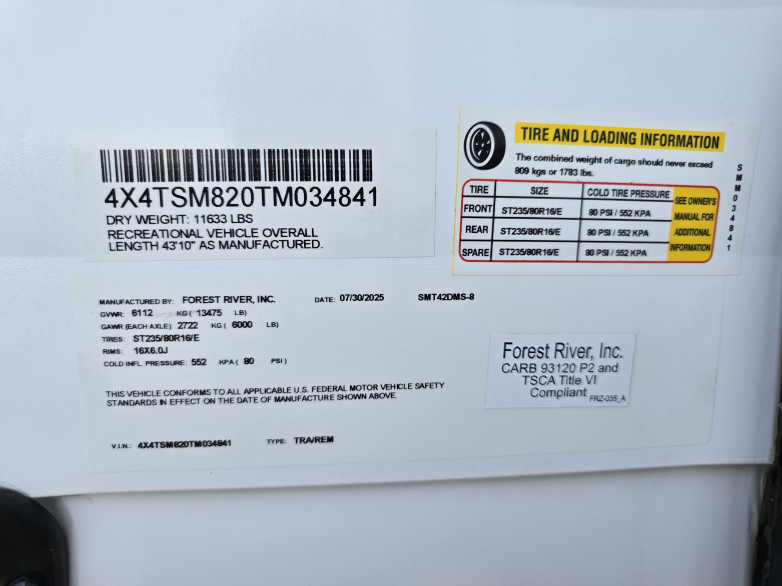 4X4TSM820TM034841
DRY WEIGHT: 11633 LBS
RECREATIONAL VEHICLE OVERALL
LENGTH 43'10" AS MANUFACTURED.
TIRE AND LOADING INFORMATION
The combined weight of cargo should never exceed
809 kgs or 1783 lbs.
TIRE SIZE COLD TIRE PRESSURE
FRONT ST235/80R16/E 80 PSI / 552 KPA
REAR ST235/80R16/E 80 PSI / 552 KPA
SPARE ST235/80R16/E 80 PSI / 552 KPA
SEE OWNER'S
MANUAL FOR
ADDITIONAL
INFORMATION
SMM034841
MANUFACTURED BY: FOREST RIVER, INC. DATE: 07/30/2025 SMT42DMS-8
GVWR: 6112 KG ( 13475 LB)
GAWR (EACH AXLE): 2722 KG ( 6000 LB)
TIRES: ST235/80R16/E
RIMS: 16X6.0J
COLD INFL. PRESSURE: 552 KPA ( 80 PSI)
THIS VEHICLE CONFORMS TO ALL APPLICABLE U.S. FEDERAL MOTOR VEHICLE SAFETY
STANDARDS IN EFFECT ON THE DATE OF MANUFACTURE SHOWN ABOVE.
V.I.N.: 4X4TSM820TM034841 TYPE: TRA/REM
Forest River, Inc.
CARB 93120 P2 and
TSCA Title VI
Compliant
FRZ-035_A